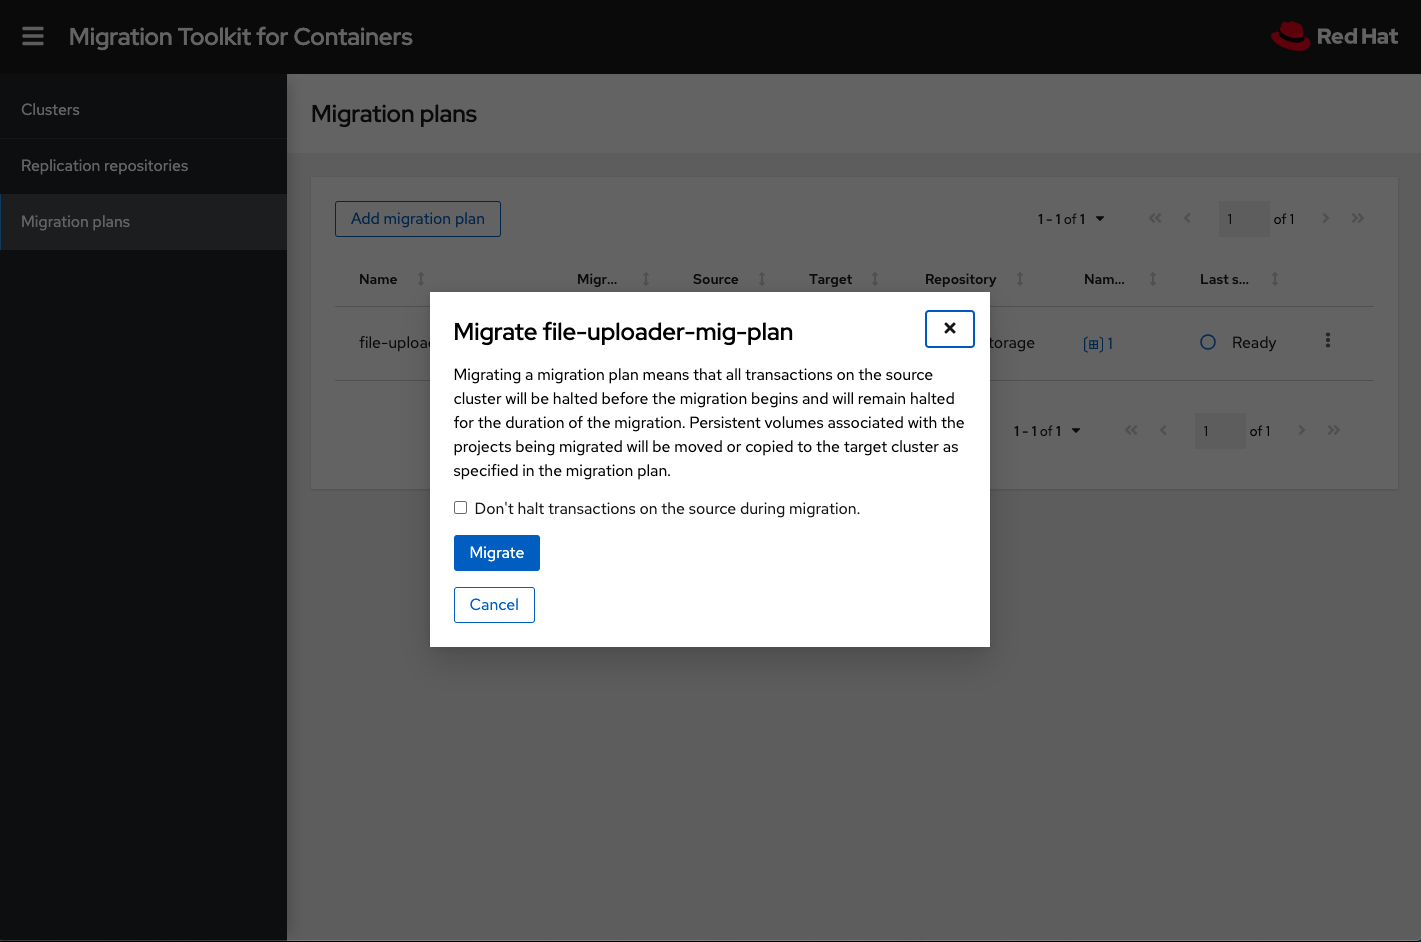 Migration Toolkit for Containers
Red Hat
Clusters
Replication repositories
Migration plans
Migration plans
Add migration plan
1 - 1 of 1
1 of 1
Name Migr... Source Target Repository Nam... Last s...
1 Ready
Migrate file-uploader-mig-plan
Migrating a migration plan means that all transactions on the source
cluster will be halted before the migration begins and will remain halted
for the duration of the migration. Persistent volumes associated with the
projects being migrated will be moved or copied to the target cluster as
specified in the migration plan.
Don't halt transactions on the source during migration.
Migrate
Cancel
1 - 1 of 1
1 of 1